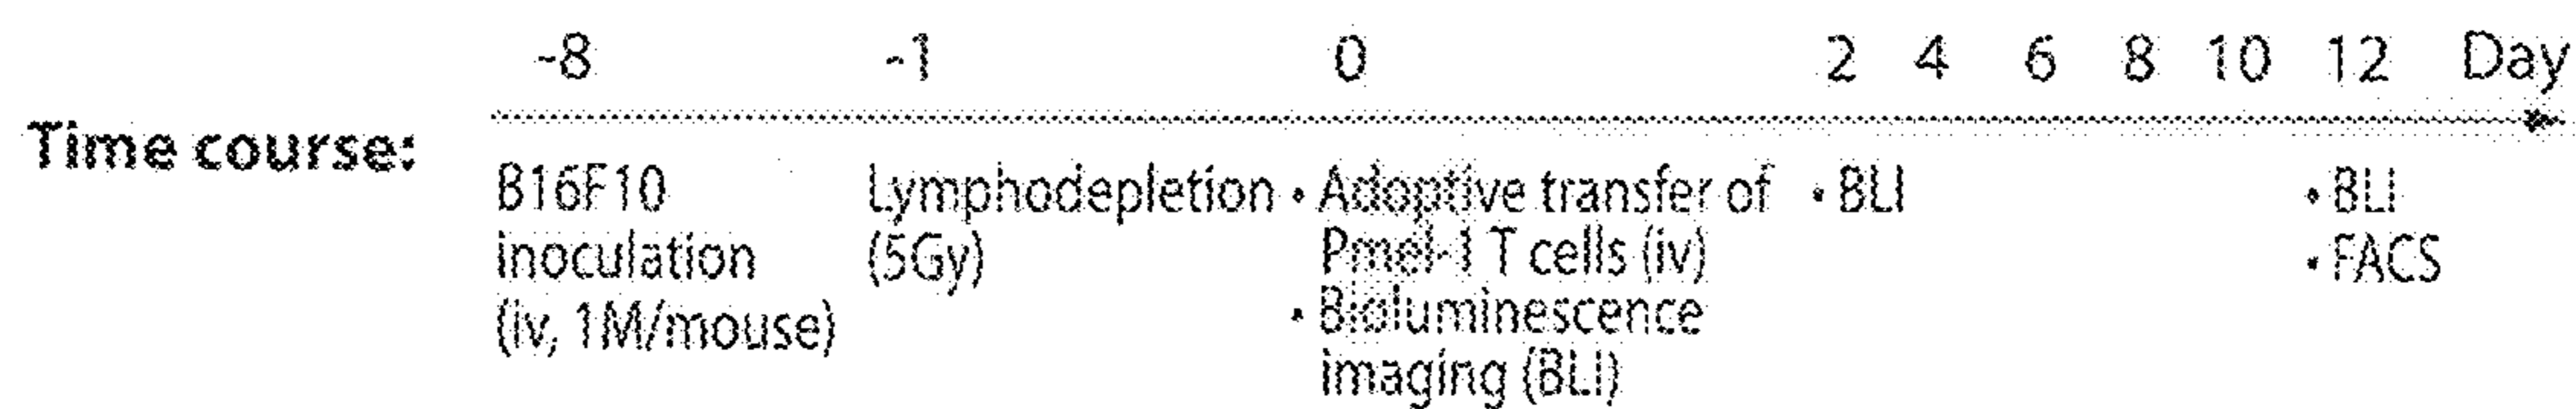 -8 -1 0 2 4 6 8 10 12 Day
Time course:
B16F10 Lymphodepletion • Adoptive transfer of • BLI • BLI
inoculation (5Gy) Pmel-1 T cells (iv) • FACS
(iv, 1M/mouse) • Bioluminescence
imaging (BLI)